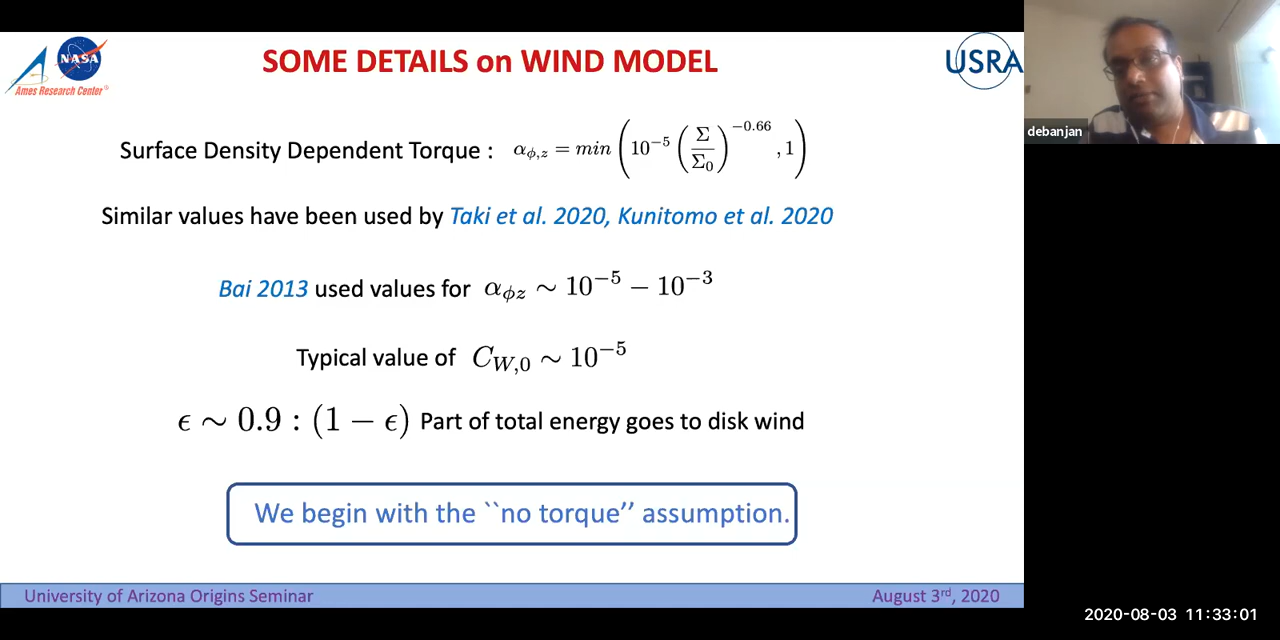 SOME DETAILS on WIND MODEL
NASA
Ames Research Center
USRA
debanjan
Surface Density Dependent Torque : α_{ϕ,z} = min(10^{−5} (Σ/Σ_0)^{−0.66}, 1)
Similar values have been used by Taki et al. 2020, Kunitomo et al. 2020
Bai 2013 used values for α_{ϕz} ∼ 10^{−5} − 10^{−3}
Typical value of C_{W,0} ∼ 10^{−5}
ϵ ∼ 0.9 : (1 − ϵ) Part of total energy goes to disk wind
We begin with the ``no torque’’ assumption.
University of Arizona Origins Seminar
August 3rd, 2020
2020-08-03 11:33:01